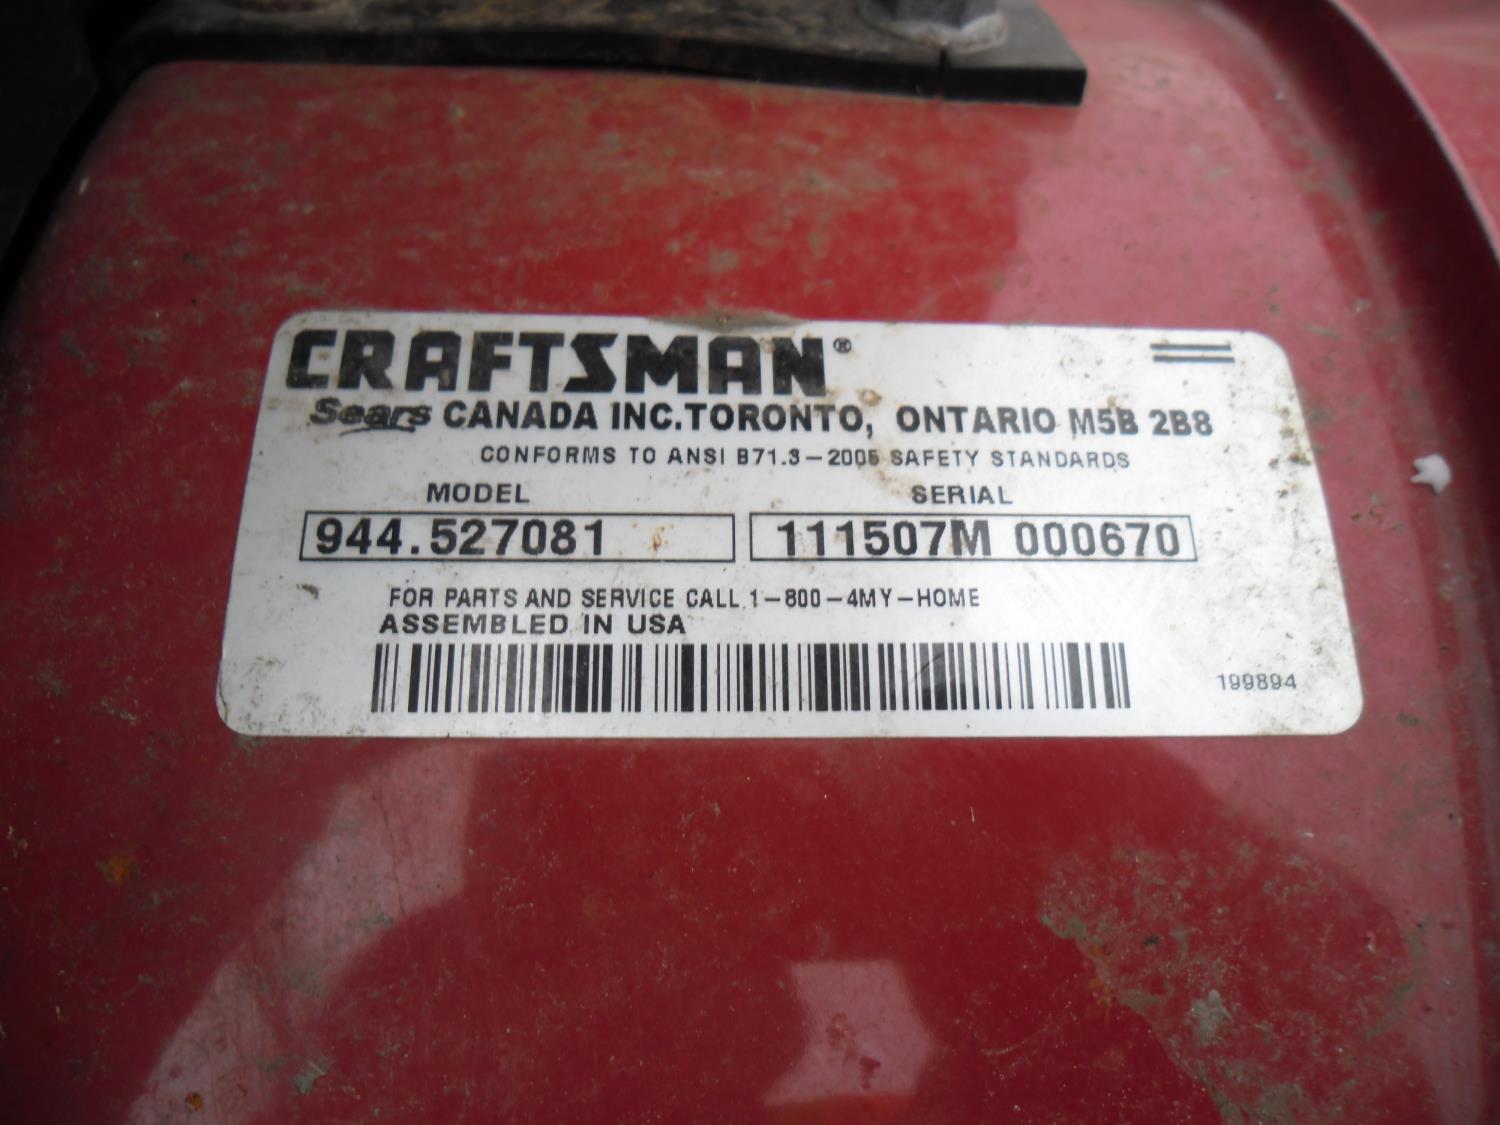 CRAFTSMAN®
Sears CANADA INC. TORONTO, ONTARIO M5B 2B8
CONFORMS TO ANSI B71.3-2005 SAFETY STANDARDS
MODEL SERIAL
944.527081 111507M 000670
FOR PARTS AND SERVICE CALL 1-800-4MY-HOME
ASSEMBLED IN USA
199894